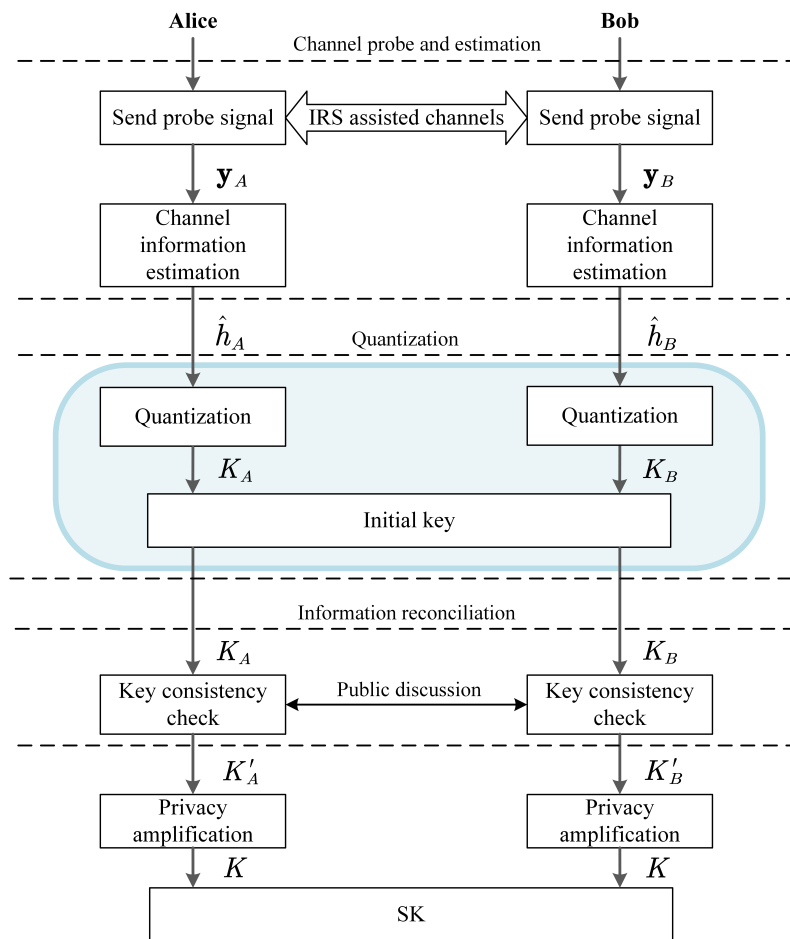 Alice
Bob
Channel probe and estimation
Send probe signal
IRS assisted channels
Send probe signal
𝐲_A
𝐲_B
Channel
information
estimation
Channel
information
estimation
ĥ_A
ĥ_B
Quantization
Quantization
Quantization
K_A
K_B
Initial key
Information reconciliation
K_A
K_B
Key consistency
check
Public discussion
Key consistency
check
K′_A
K′_B
Privacy
amplification
Privacy
amplification
K
K
SK